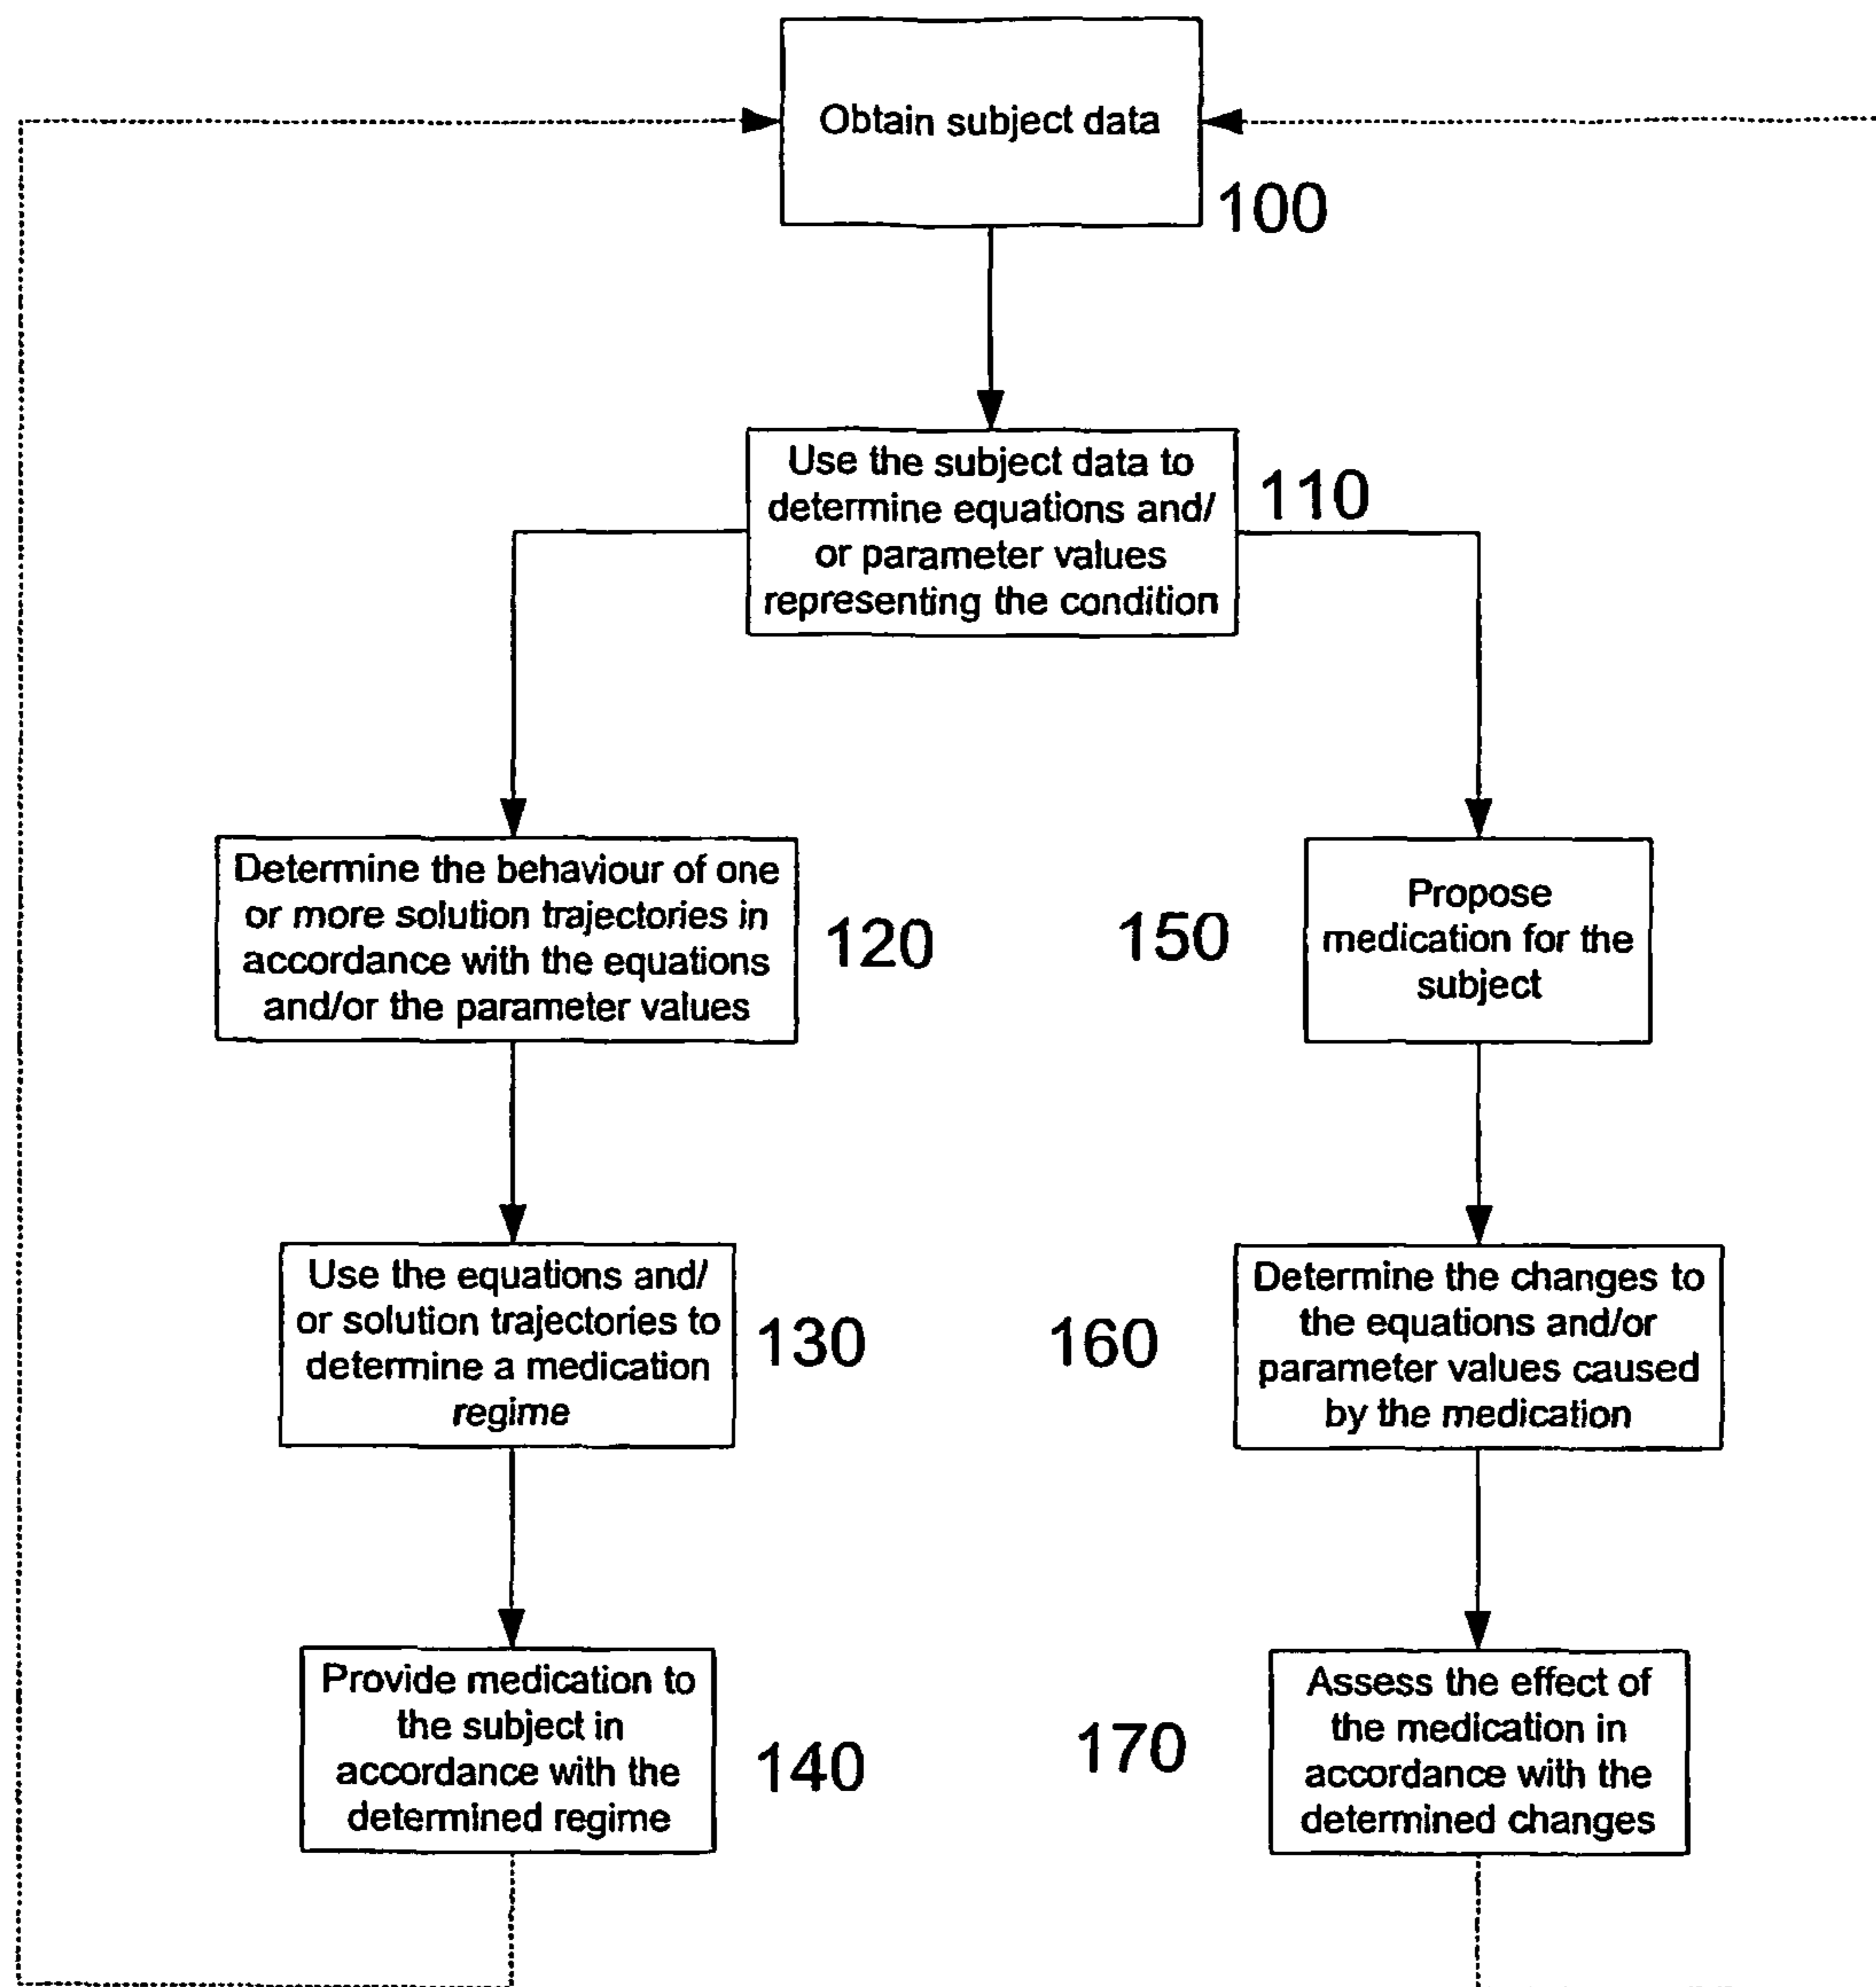 Obtain subject data
100
Use the subject data to
determine equations and/
or parameter values
representing the condition
110
Determine the behaviour of one
or more solution trajectories in
accordance with the equations
and/or the parameter values
120
Use the equations and/
or solution trajectories to
determine a medication
regime
130
Provide medication to
the subject in
accordance with the
determined regime
140
Propose
medication for the
subject
150
Determine the changes to
the equations and/or
parameter values caused
by the medication
160
Assess the effect of
the medication in
accordance with the
determined changes
170